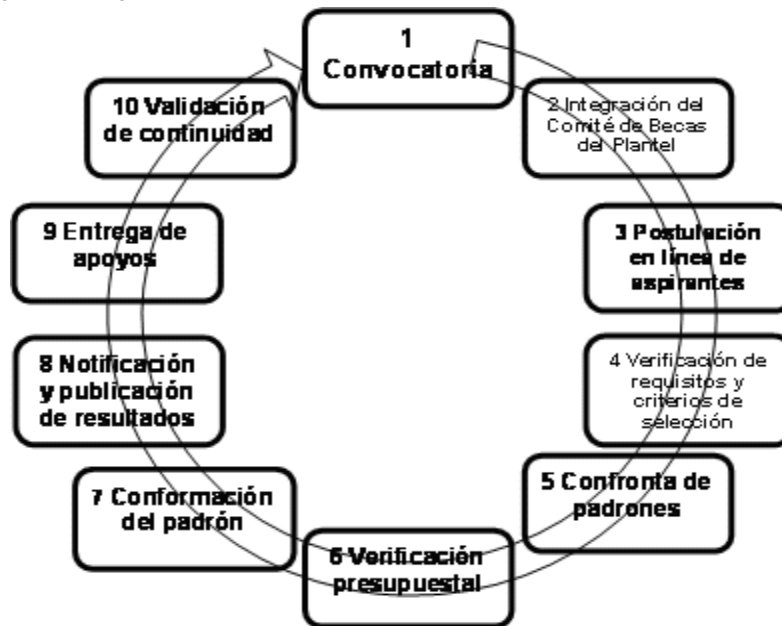 1
Convocatoria
2 Integración del
Comité de Becas
del Plantel
3 Postulación
en línea de
aspirantes
4 Verificación de
requisitos y
criterios de
selección
5 Confronta de
padrones
6 Verificación
presupuestal
7 Conformación
del padrón
8 Notificación
y publicación
de resultados
9 Entrega de
apoyos
10 Validación
de continuidad